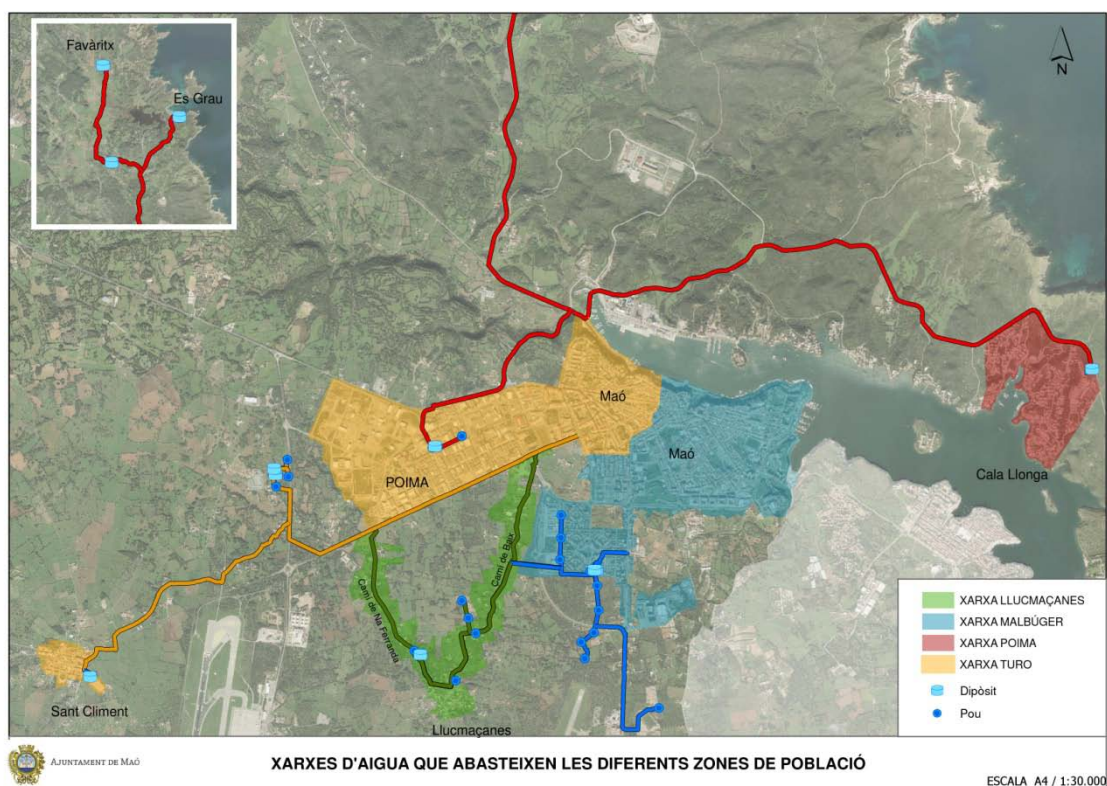 Favàritx
Es Grau
N
Maó
Maó
POIMA
Cala Llonga
Camí de Baix
Camí de Na Ferranda
Sant Climent
Llucmaçanes
XARXA LLUCMAÇANES
XARXA MALBÚGER
XARXA POIMA
XARXA TURO
Dipòsit
Pou
AJUNTAMENT DE MAÓ
XARXES D'AIGUA QUE ABASTEIXEN LES DIFERENTS ZONES DE POBLACIÓ
ESCALA A4 / 1:30.000